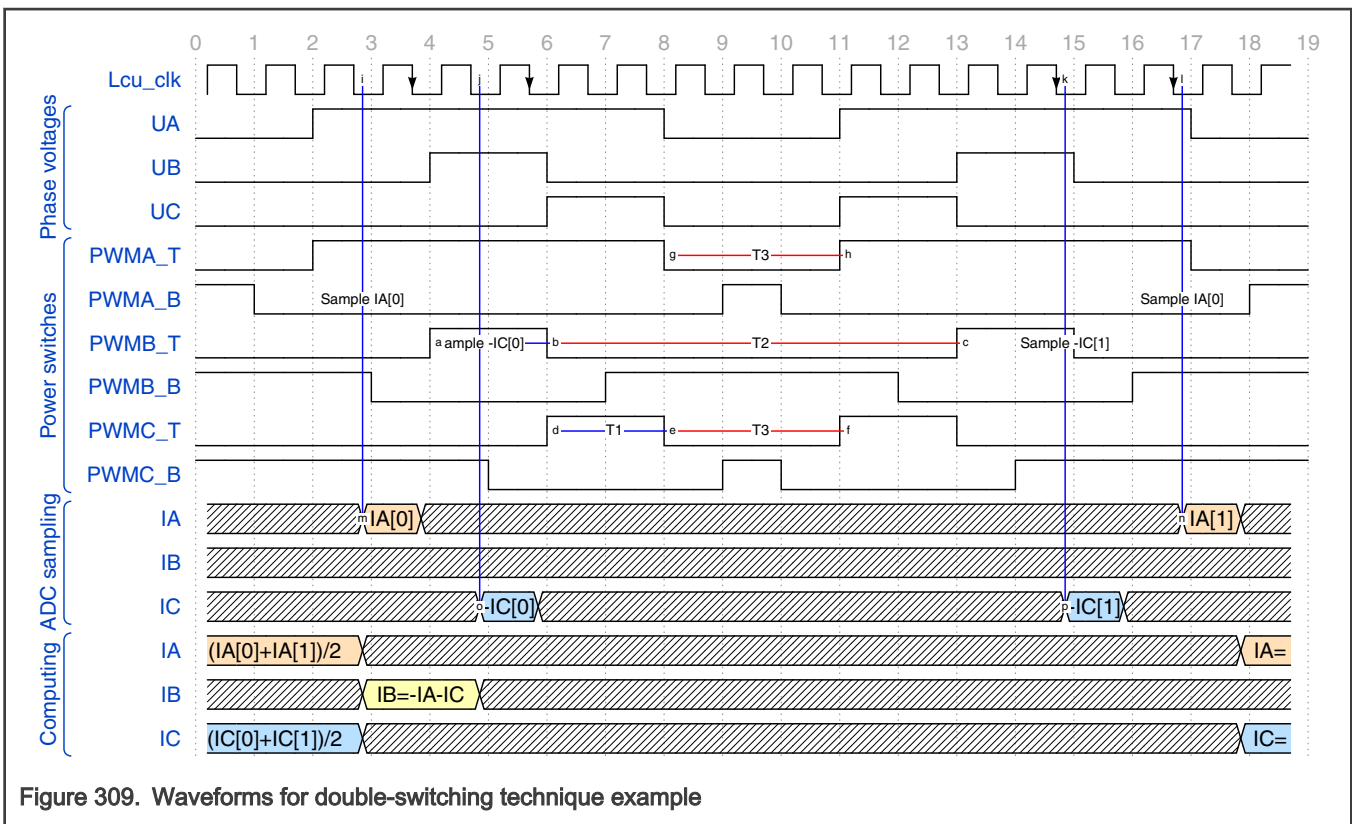 0 1 2 3 4 5 6 7 8 9 10 11 12 13 14 15 16 17 18 19
Lcu_clk i j k l
Phase voltages
UA
UB
UC
Power switches
PWMA_T g T3 h
PWMA_B Sample IA[0] Sample IA[0]
PWMB_T a ample -IC[0] b T2 c Sample -IC[1]
PWMB_B
PWMC_T d T1 e T3 f
PWMC_B
ADC sampling
IA m IA[0] n IA[1]
IB
IC o -IC[0] p -IC[1]
Computing
IA (IA[0]+IA[1])/2 IA=
IB IB=-IA-IC
IC (IC[0]+IC[1])/2 IC=
Figure 309. Waveforms for double-switching technique example